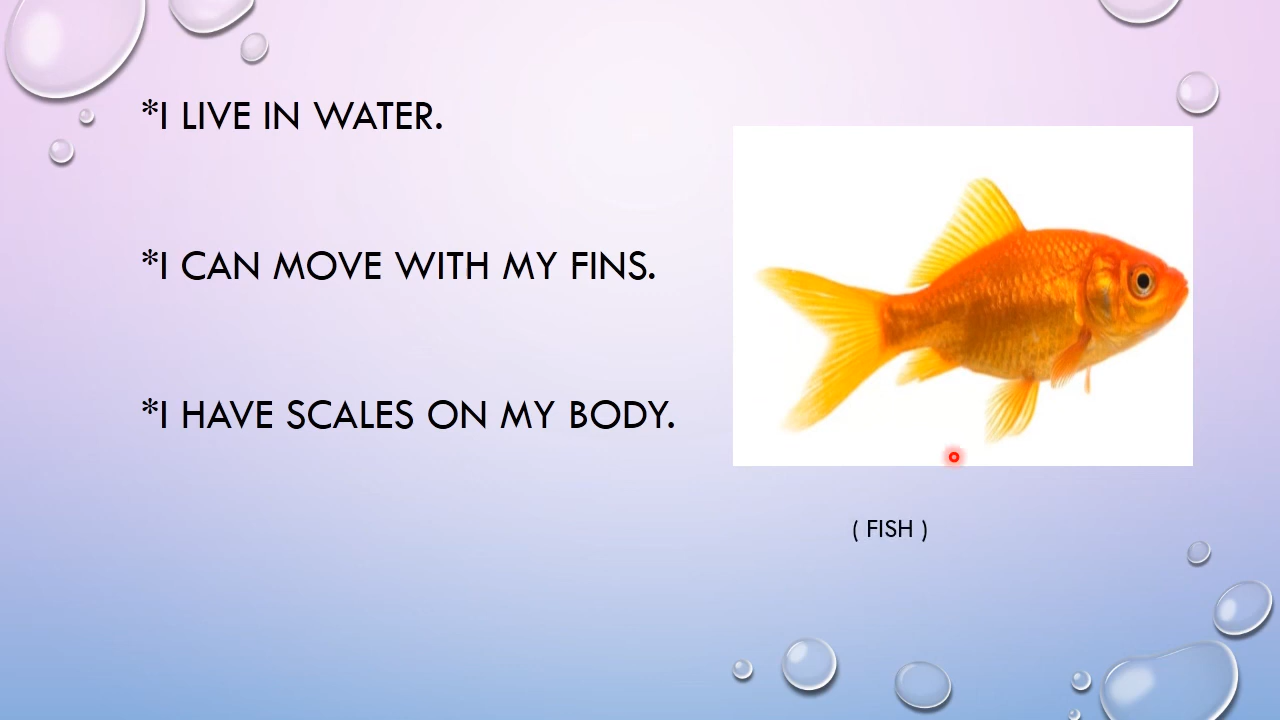 *I LIVE IN WATER.
*I CAN MOVE WITH MY FINS.
*I HAVE SCALES ON MY BODY.
( FISH )